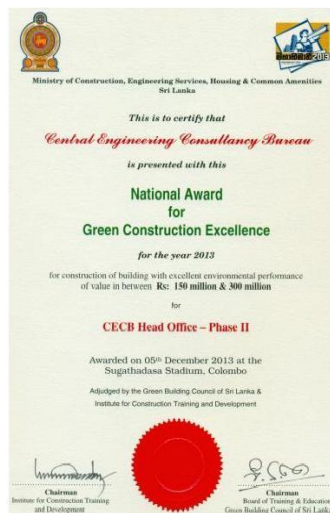 2013
Ministry of Construction, Engineering Services, Housing & Common Amenities
Sri Lanka
This is to certify that
Central Engineering Consultancy Bureau
is presented with this
National Award
for
Green Construction Excellence
for the year 2013
for construction of building with excellent environmental performance
of value in between Rs: 150 million & 300 million
for
CECB Head Office – Phase II
Awarded on 05th December 2013 at the
Sugathadasa Stadium, Colombo
Adjudged by the Green Building Council of Sri Lanka &
Institute for Construction Training and Development
Chairman
Institute for Construction Training
and Development
Chairman
Board of Training & Education
Green Building Council of Sri Lanka